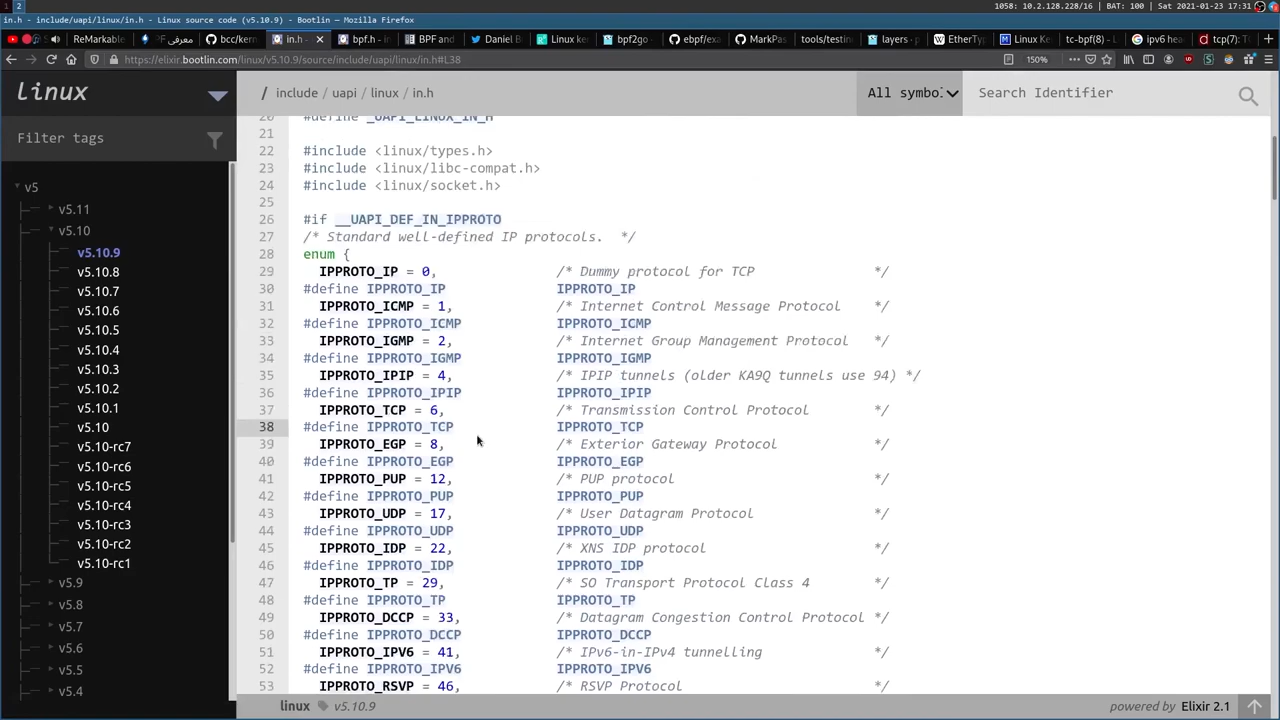 1 2 1058: 10.2.128.228/16 | BAT: 100 | Sat 2021-01-23 17:31
in.h - include/uapi/linux/in.h - Linux source code (v5.10.9) - Bootlin — Mozilla Firefox
ReMarkable معرفی bcc/kern in.h bpf.h - lin BPF and Daniel B Linux ke bpf2go ebpf/exa MarkPas tools/testing layers - EtherTyp Linux Ke tc-bpf(8) - L ipv6 head tcp(7):
https://elixir.bootlin.com/linux/v5.10.9/source/include/uapi/linux/in.h#L38 150%
linux / include / uapi / linux / in.h All symbol Search Identifier
Filter tags
v5
v5.11
v5.10
v5.10.9
v5.10.8
v5.10.7
v5.10.6
v5.10.5
v5.10.4
v5.10.3
v5.10.2
v5.10.1
v5.10
v5.10-rc7
v5.10-rc6
v5.10-rc5
v5.10-rc4
v5.10-rc3
v5.10-rc2
v5.10-rc1
v5.9
v5.8
v5.7
v5.6
v5.5
v5.4
20 #define _UAPI_LINUX_IN_H
21
22 #include <linux/types.h>
23 #include <linux/libc-compat.h>
24 #include <linux/socket.h>
25
26 #if __UAPI_DEF_IN_IPPROTO
27 /* Standard well-defined IP protocols. */
28 enum {
29 IPPROTO_IP = 0, /* Dummy protocol for TCP */
30 #define IPPROTO_IP IPPROTO_IP
31 IPPROTO_ICMP = 1, /* Internet Control Message Protocol */
32 #define IPPROTO_ICMP IPPROTO_ICMP
33 IPPROTO_IGMP = 2, /* Internet Group Management Protocol */
34 #define IPPROTO_IGMP IPPROTO_IGMP
35 IPPROTO_IPIP = 4, /* IPIP tunnels (older KA9Q tunnels use 94) */
36 #define IPPROTO_IPIP IPPROTO_IPIP
37 IPPROTO_TCP = 6, /* Transmission Control Protocol */
38 #define IPPROTO_TCP IPPROTO_TCP
39 IPPROTO_EGP = 8, /* Exterior Gateway Protocol */
40 #define IPPROTO_EGP IPPROTO_EGP
41 IPPROTO_PUP = 12, /* PUP protocol */
42 #define IPPROTO_PUP IPPROTO_PUP
43 IPPROTO_UDP = 17, /* User Datagram Protocol */
44 #define IPPROTO_UDP IPPROTO_UDP
45 IPPROTO_IDP = 22, /* XNS IDP protocol */
46 #define IPPROTO_IDP IPPROTO_IDP
47 IPPROTO_TP = 29, /* SO Transport Protocol Class 4 */
48 #define IPPROTO_TP IPPROTO_TP
49 IPPROTO_DCCP = 33, /* Datagram Congestion Control Protocol */
50 #define IPPROTO_DCCP IPPROTO_DCCP
51 IPPROTO_IPV6 = 41, /* IPv6-in-IPv4 tunnelling */
52 #define IPPROTO_IPV6 IPPROTO_IPV6
53 IPPROTO_RSVP = 46, /* RSVP Protocol */
linux v5.10.9 powered by Elixir 2.1